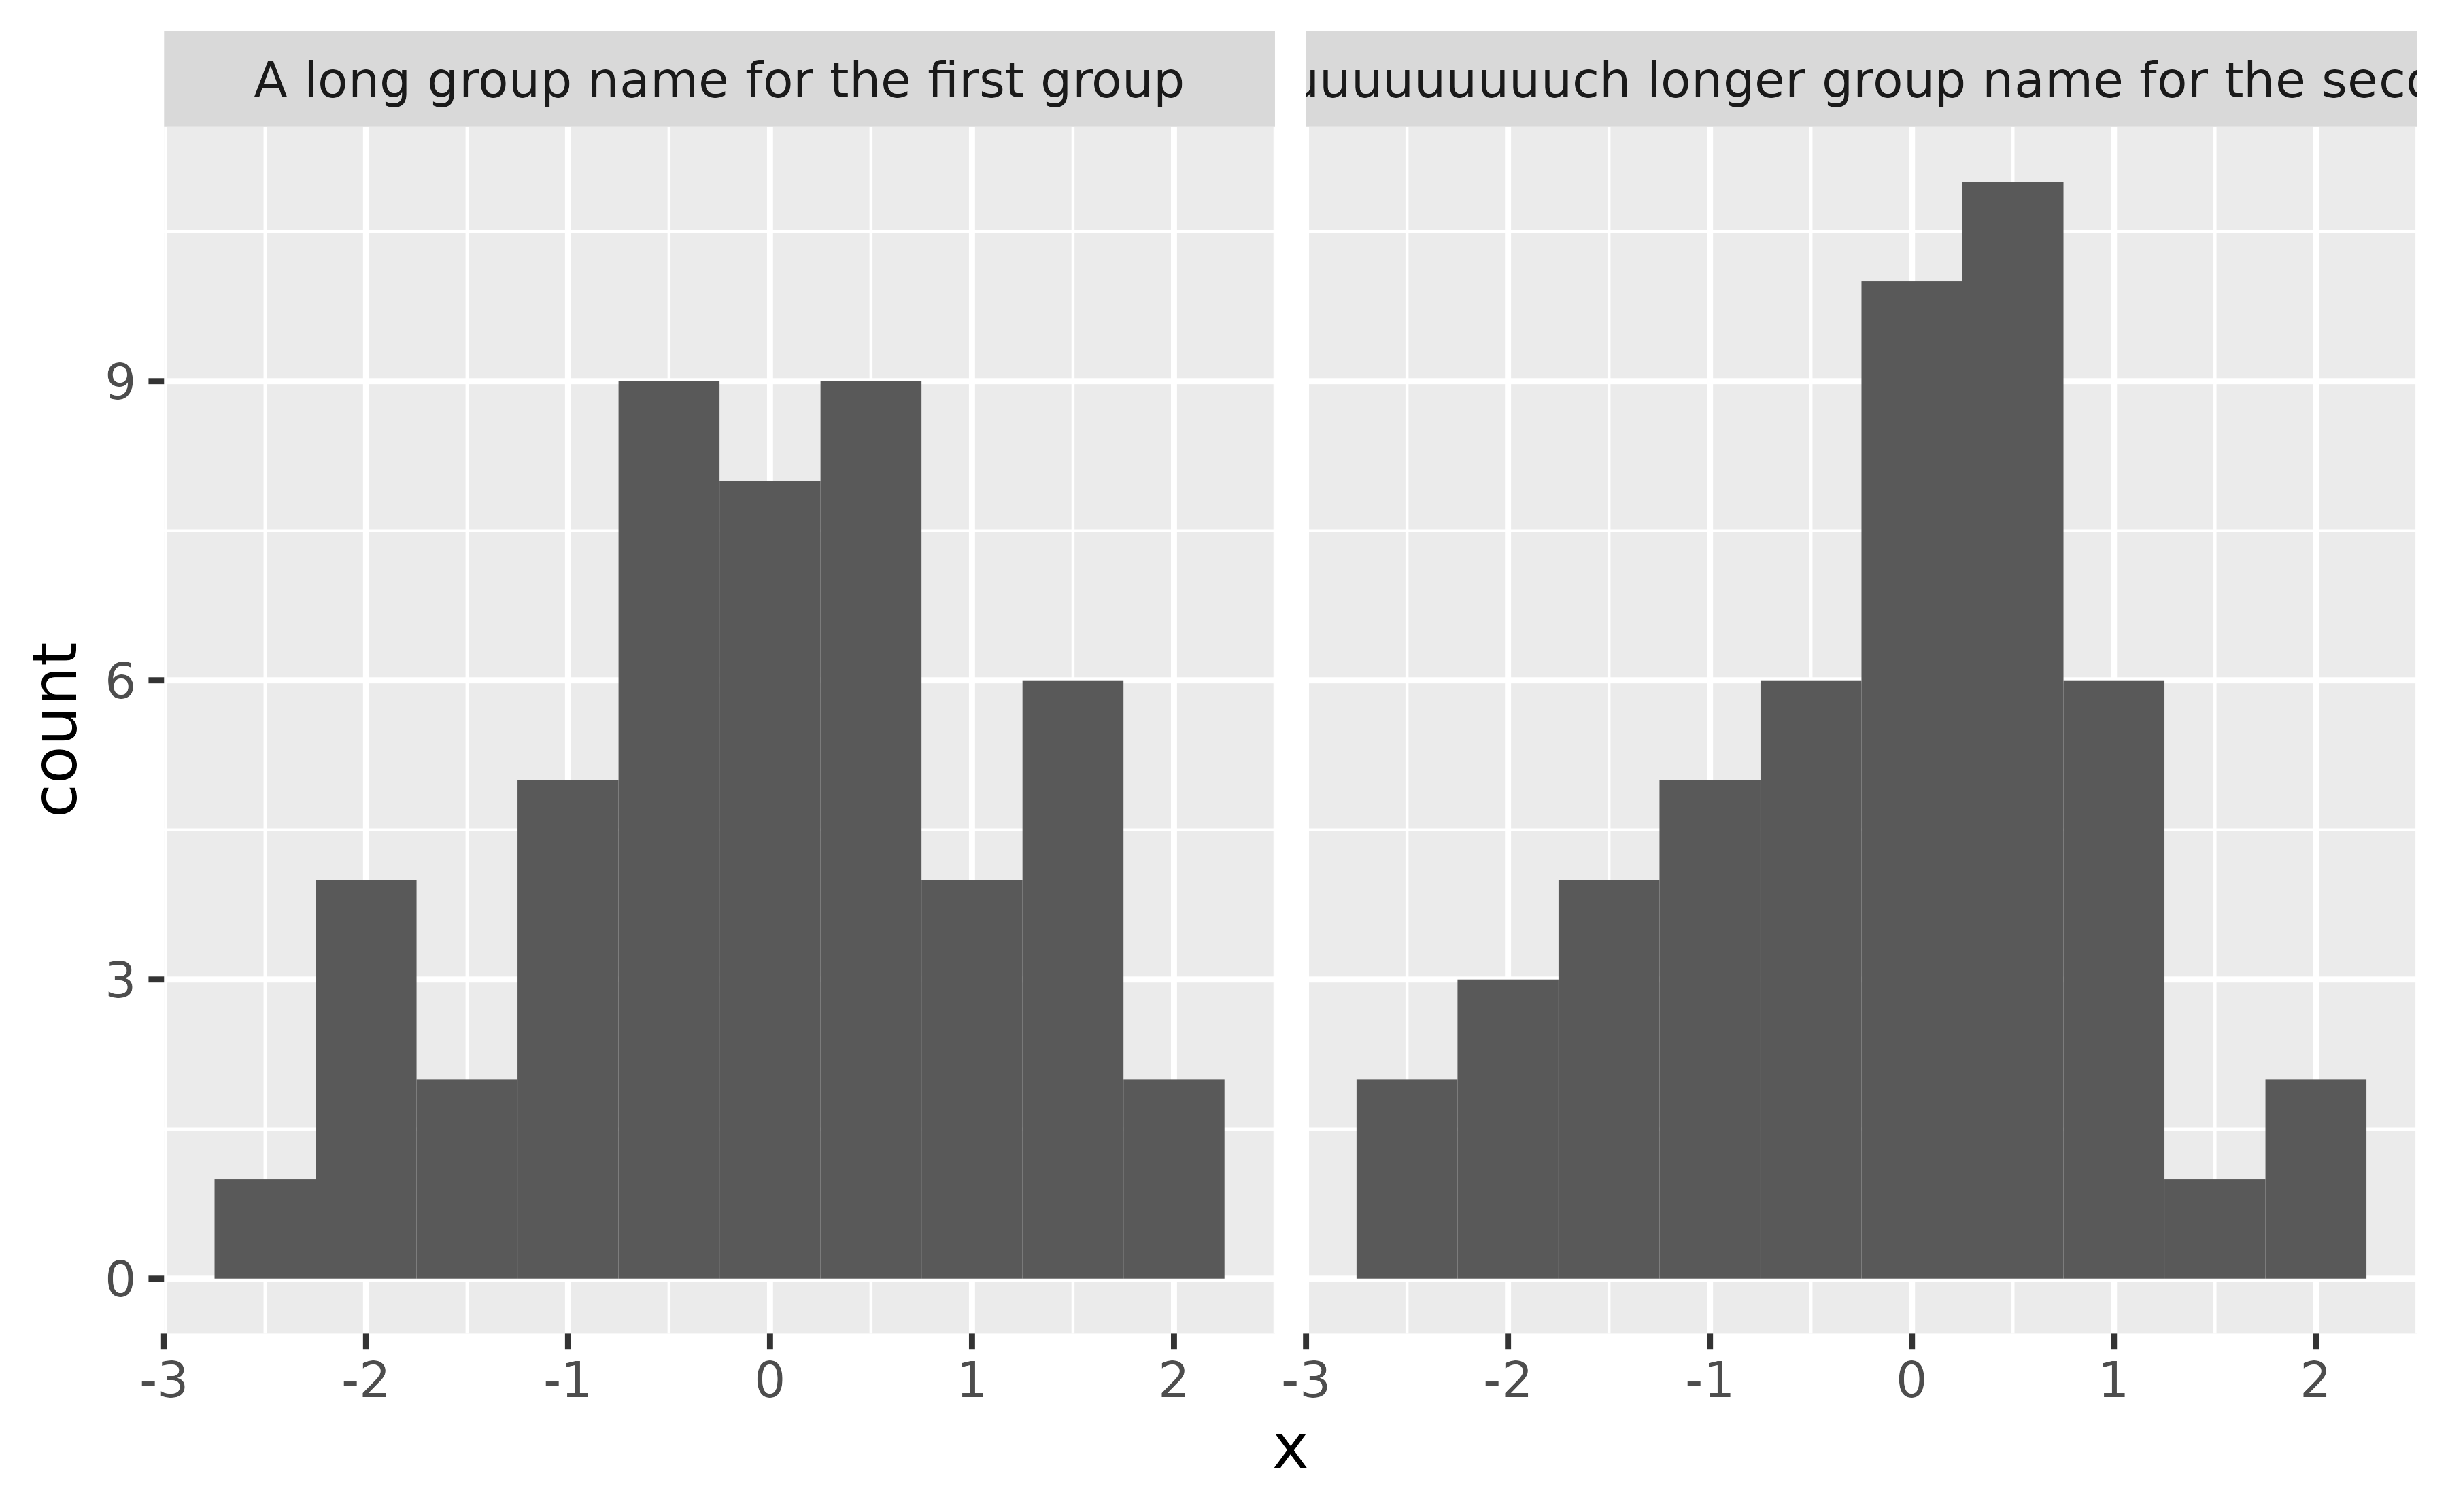 A long group name for the first group
uuuuuuuuuuch longer group name for the sec
count
9
6
3
0
-3 -2 -1 0 1 2
-3 -2 -1 0 1 2
x